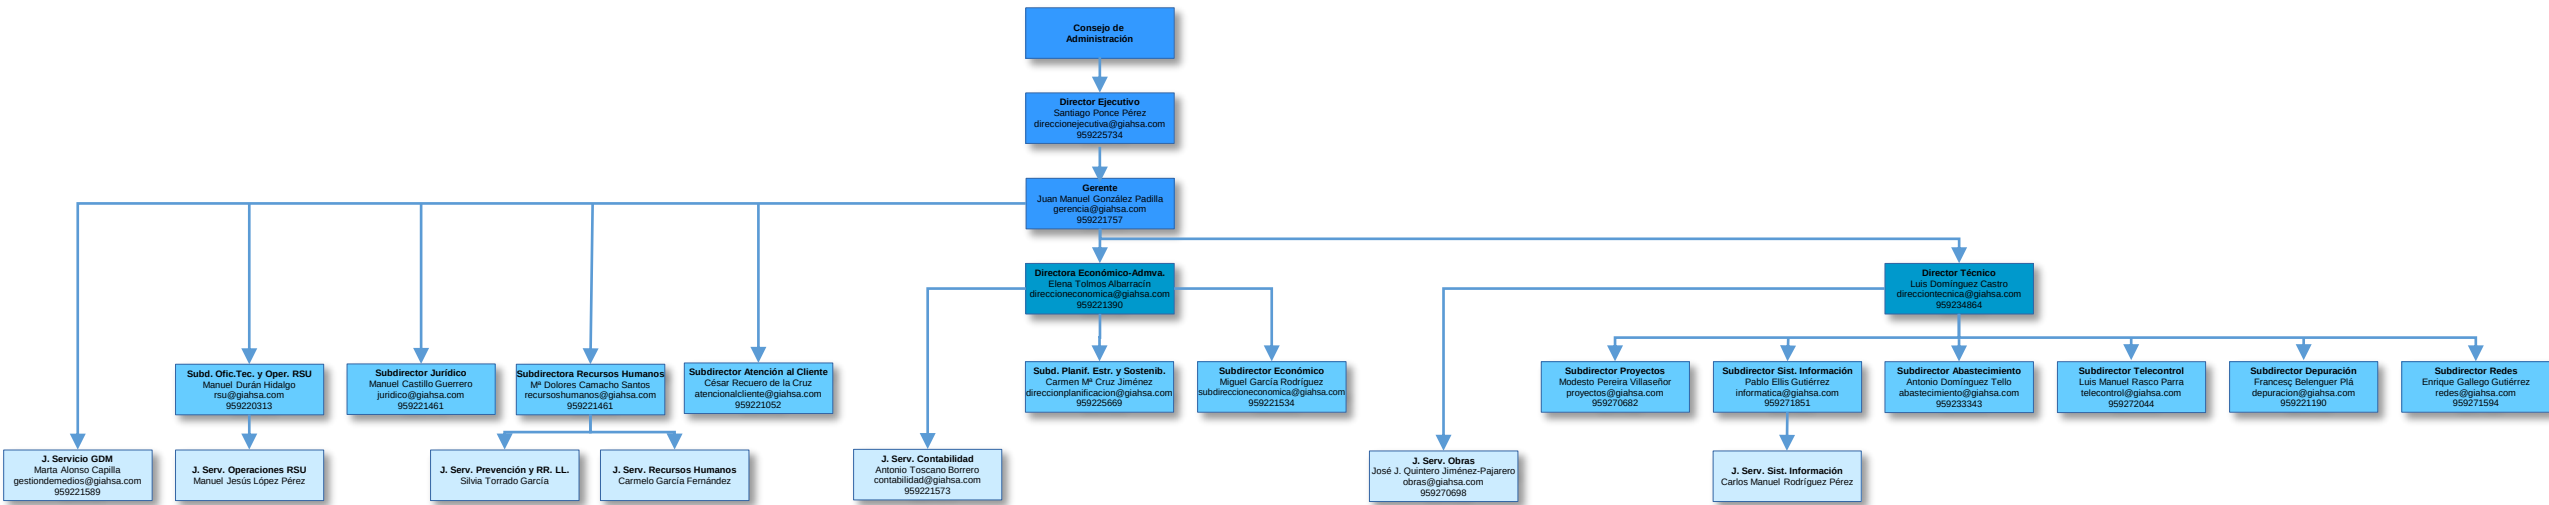 Consejo de
Administración
Director Ejecutivo
Santiago Ponce Pérez
direccionejecutiva@giahsa.com
959225734
Gerente
Juan Manuel González Padilla
gerencia@giahsa.com
959221757
Directora Económico-Admva.
Elena Tolmos Albarracín
direccioneconomica@giahsa.com
959221390
Director Técnico
Luis Domínguez Castro
direcciontecnica@giahsa.com
959234864
Subd. Ofic.Tec. y Oper. RSU
Manuel Durán Hidalgo
rsu@giahsa.com
959220313
Subdirector Jurídico
Manuel Castillo Guerrero
juridico@giahsa.com
959221461
Subdirectora Recursos Humanos
Mª Dolores Camacho Santos
recursoshumanos@giahsa.com
959221461
Subdirector Atención al Cliente
César Recuero de la Cruz
atencionalcliente@giahsa.com
959221052
Subd. Planif. Estr. y Sostenib.
Carmen Mª Cruz Jiménez
direccionplanificacion@giahsa.com
959225669
Subdirector Económico
Miguel García Rodríguez
subdireccioneconomica@giahsa.com
959221534
Subdirector Proyectos
Modesto Pereira Villaseñor
proyectos@giahsa.com
959270682
Subdirector Sist. Información
Pablo Ellis Gutiérrez
informatica@giahsa.com
959271851
Subdirector Abastecimiento
Antonio Domínguez Tello
abastecimiento@giahsa.com
959233343
Subdirector Telecontrol
Luis Manuel Rasco Parra
telecontrol@giahsa.com
959272044
Subdirector Depuración
Francesç Belenguer Plá
depuracion@giahsa.com
959221190
Subdirector Redes
Enrique Gallego Gutiérrez
redes@giahsa.com
959271594
J. Servicio GDM
Marta Alonso Capilla
gestiondemedios@giahsa.com
959221589
J. Serv. Operaciones RSU
Manuel Jesús López Pérez
J. Serv. Prevención y RR. LL.
Silvia Torrado García
J. Serv. Recursos Humanos
Carmelo García Fernández
J. Serv. Contabilidad
Antonio Toscano Borrero
contabilidad@giahsa.com
959221573
J. Serv. Obras
José J. Quintero Jiménez-Pajarero
obras@giahsa.com
959270698
J. Serv. Sist. Información
Carlos Manuel Rodríguez Pérez